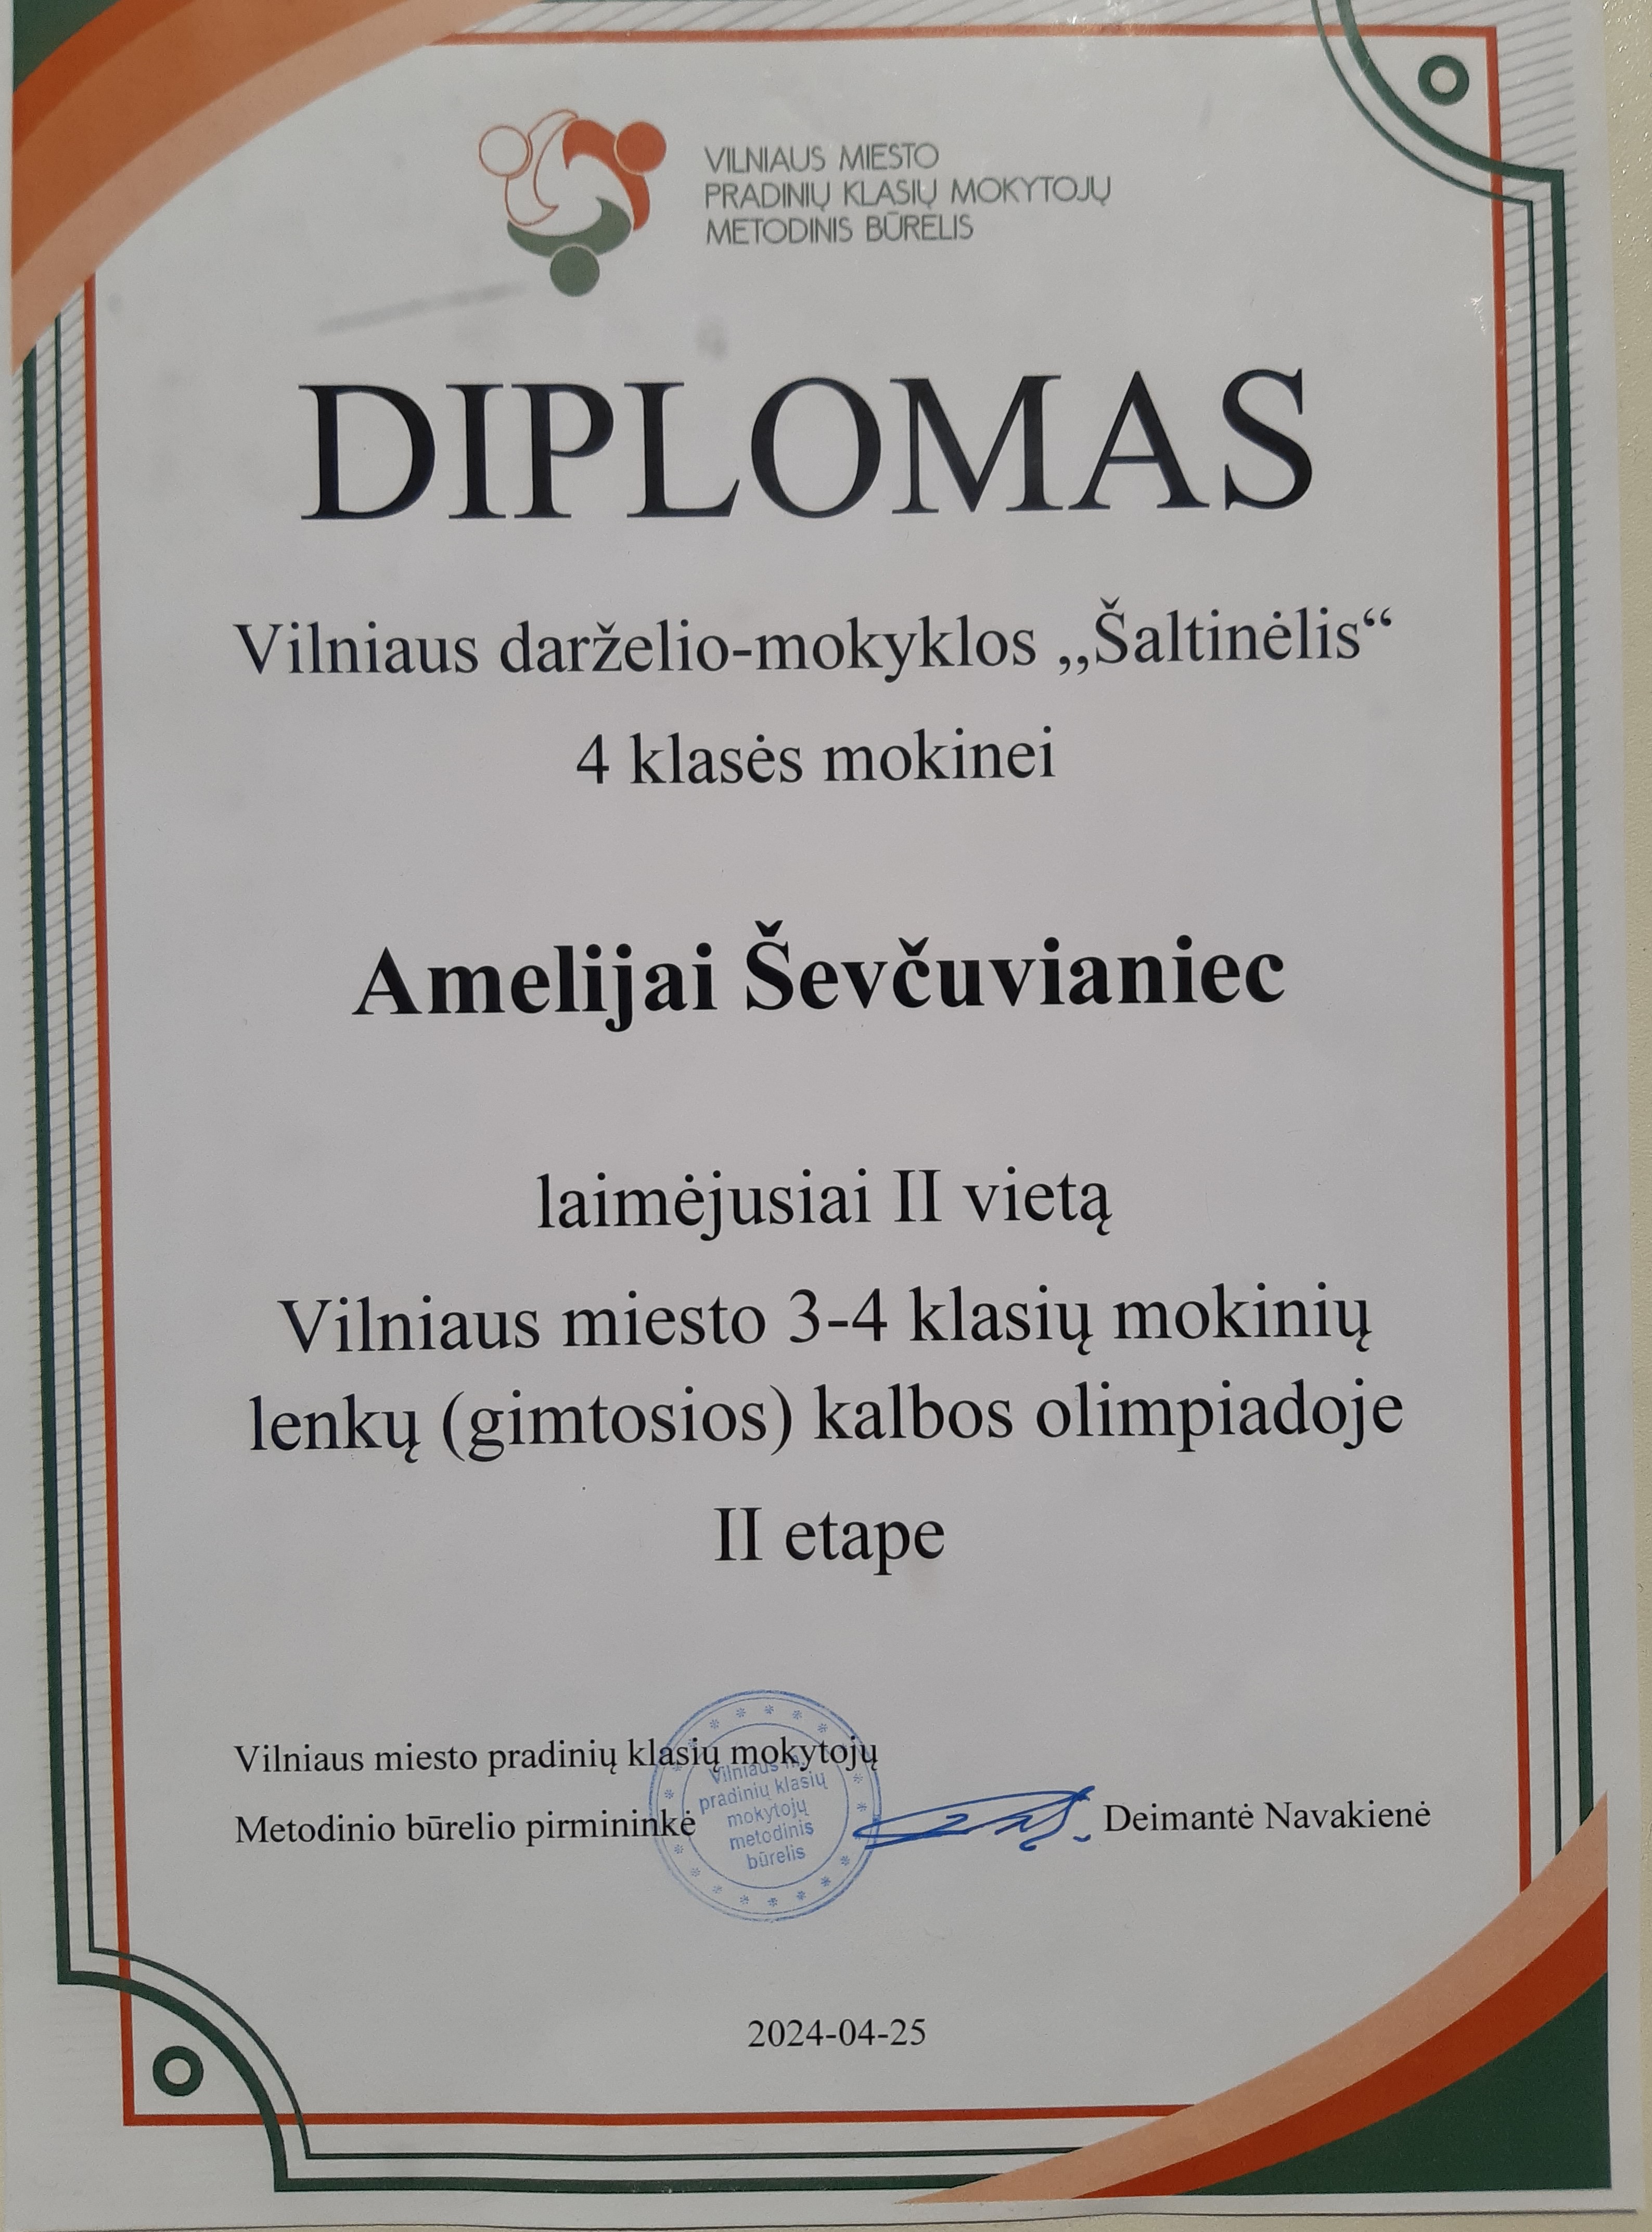 VILNIAUS MIESTO
PRADINIŲ KLASIŲ MOKYTOJŲ
METODINIS BŪRELIS
DIPLOMAS
Vilniaus darželio-mokyklos „Šaltinėlis“
4 klasės mokinei
Amelijai Ševčuvianiec
laimėjusiai II vietą
Vilniaus miesto 3-4 klasių mokinių
lenkų (gimtosios) kalbos olimpiadoje
II etape
Vilniaus miesto pradinių klasių mokytojų
Metodinio būrelio pirmininkė
Vilniaus m.
pradinių klasių
mokytojų
metodinis
būrelis
Deimantė Navakienė
2024-04-25